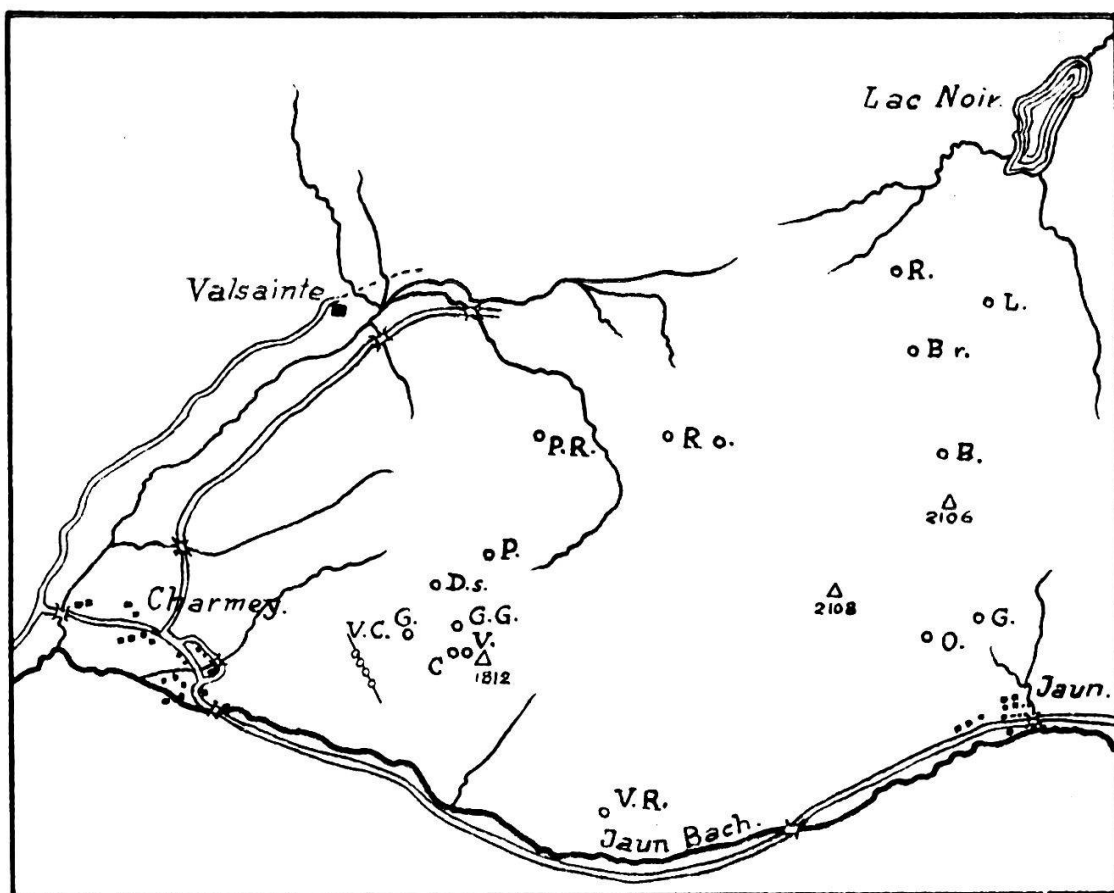 Lac Noir.
Valsainte
R.
L.
B r.
P.R.
R o.
B.
2106
P.
D.s.
Charmey.
2108
G.
G.G.
G.
V.C.
V.
O.
C
1812
Jaun.
V.R.
Jaun Bach.